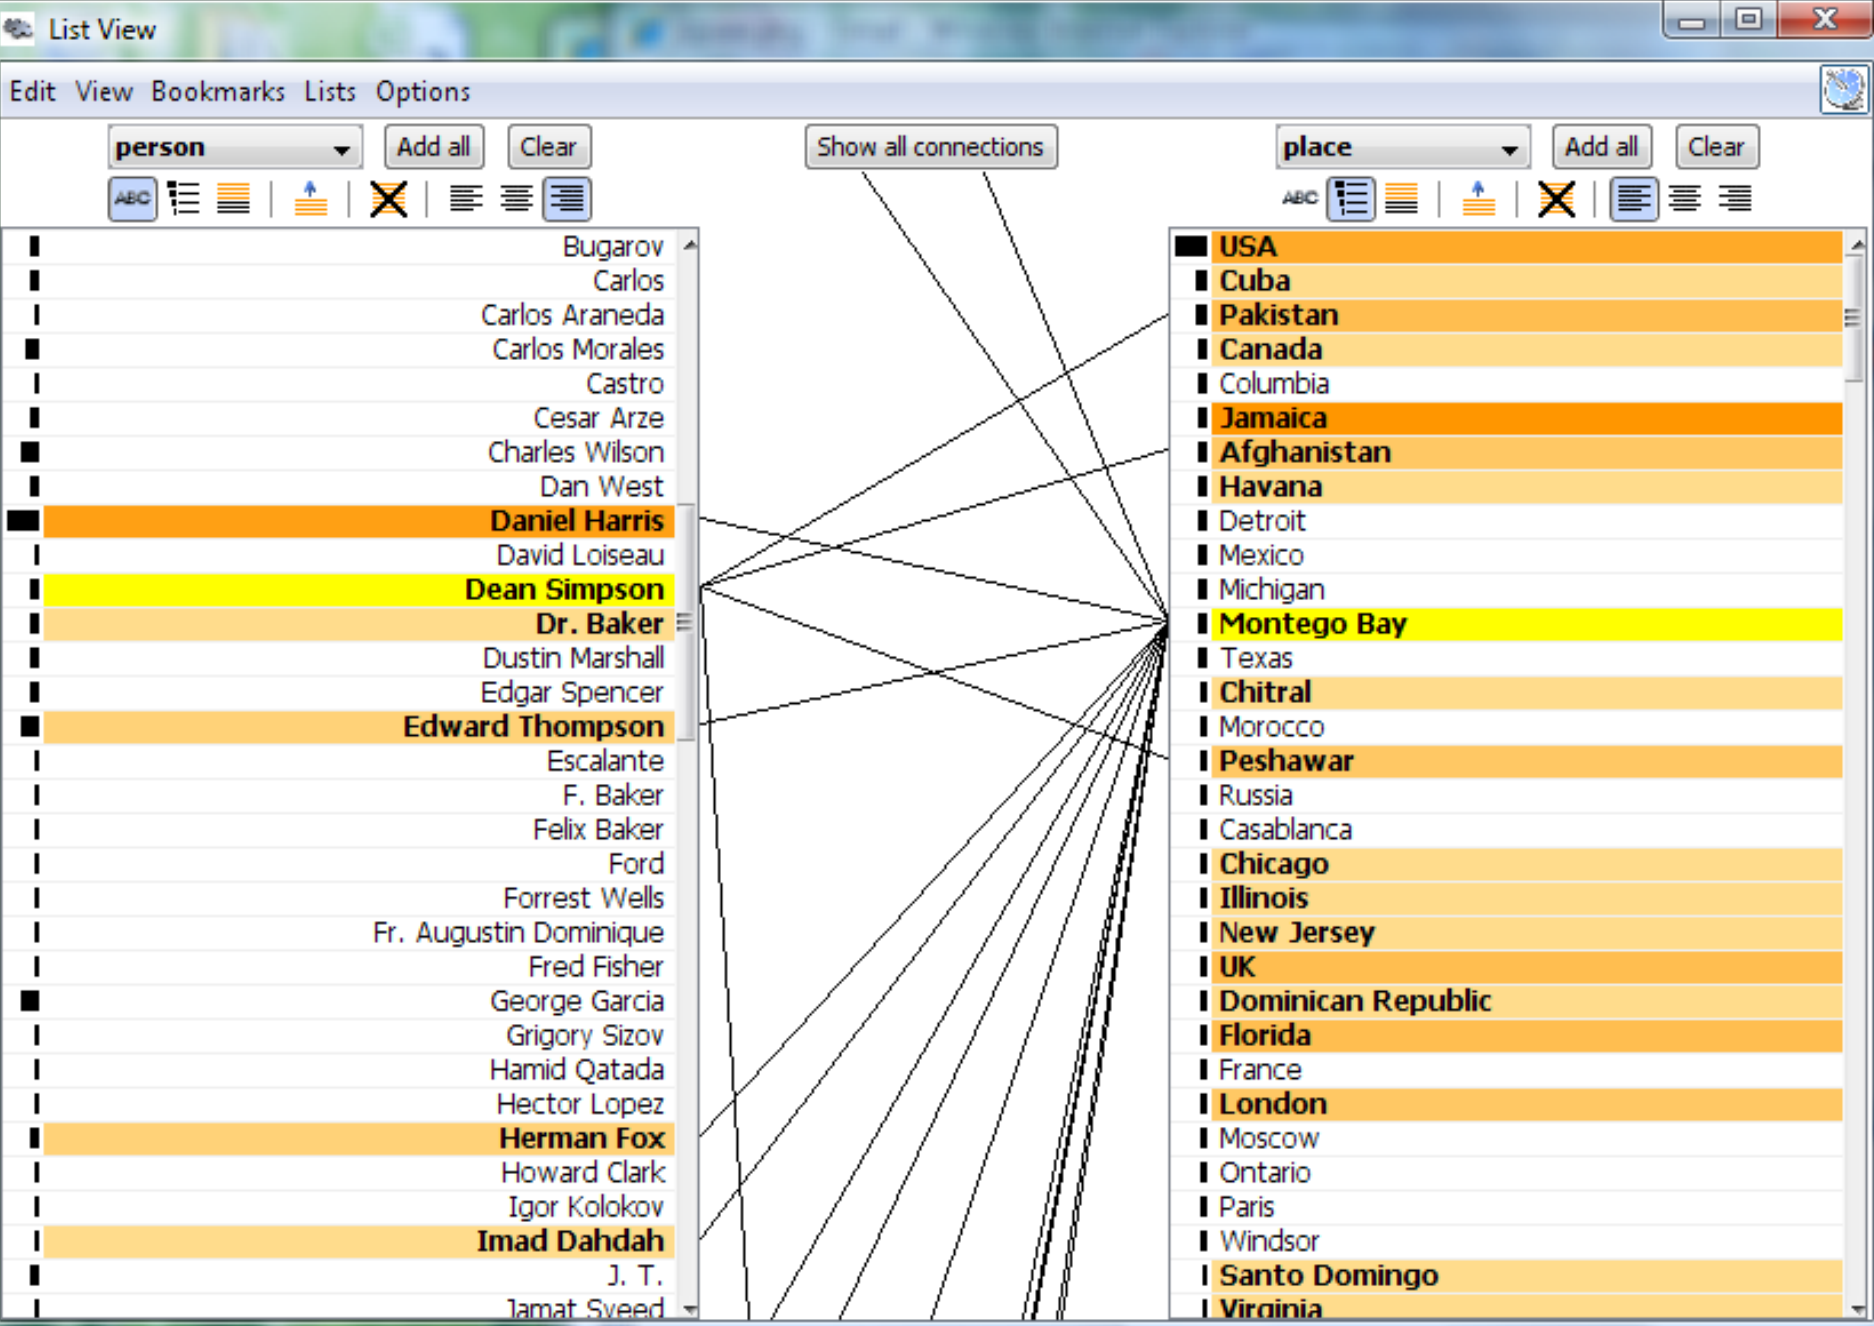 List View
Edit View Bookmarks Lists Options
person Add all Clear Show all connections place Add all Clear
ABC ABC
Bugarov
Carlos
Carlos Araneda
Carlos Morales
Castro
Cesar Arze
Charles Wilson
Dan West
Daniel Harris
David Loiseau
Dean Simpson
Dr. Baker
Dustin Marshall
Edgar Spencer
Edward Thompson
Escalante
F. Baker
Felix Baker
Ford
Forrest Wells
Fr. Augustin Dominique
Fred Fisher
George Garcia
Grigory Sizov
Hamid Qatada
Hector Lopez
Herman Fox
Howard Clark
Igor Kolokov
Imad Dahdah
J. T.
Jamat Syeed
USA
Cuba
Pakistan
Canada
Columbia
Jamaica
Afghanistan
Havana
Detroit
Mexico
Michigan
Montego Bay
Texas
Chitral
Morocco
Peshawar
Russia
Casablanca
Chicago
Illinois
New Jersey
UK
Dominican Republic
Florida
France
London
Moscow
Ontario
Paris
Windsor
Santo Domingo
Virginia